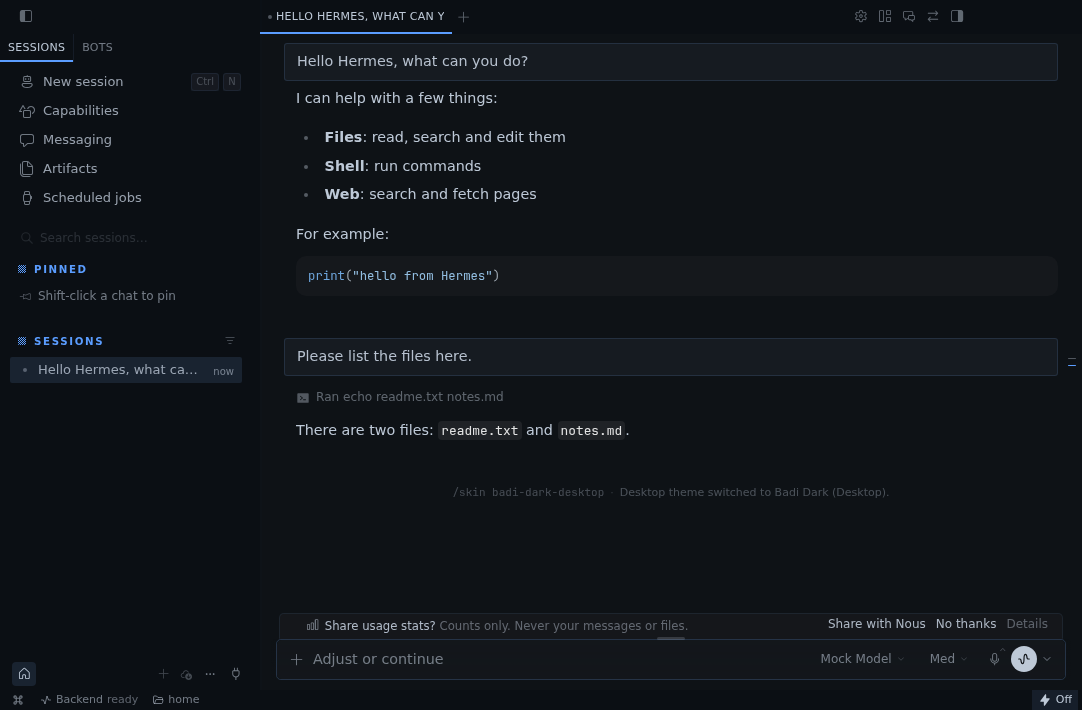 HELLO HERMES, WHAT CAN Y
SESSIONS BOTS
New session Ctrl N
Capabilities
Messaging
Artifacts
Scheduled jobs
Search sessions...
PINNED
Shift-click a chat to pin
SESSIONS
Hello Hermes, what ca... now
Hello Hermes, what can you do?
I can help with a few things:
Files: read, search and edit them
Shell: run commands
Web: search and fetch pages
For example:
print("hello from Hermes")
Please list the files here.
Ran echo readme.txt notes.md
There are two files: readme.txt and notes.md.
/skin badi-dark-desktop · Desktop theme switched to Badi Dark (Desktop).
Share usage stats? Counts only. Never your messages or files. Share with Nous No thanks Details
Adjust or continue Mock Model Med
Backend ready home Off